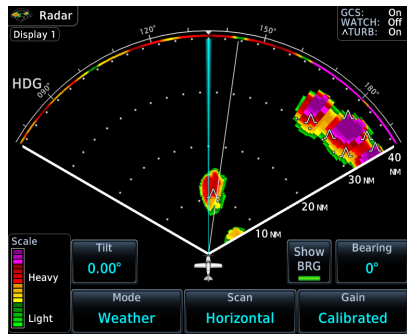 Radar
GCS: On
WATCH: Off
^TURB: On
Display 1
120°
150°
HDG
090°
180°
40
NM
30 NM
20 NM
10 NM
Scale
Heavy
Light
Tilt
0.00°
Show
BRG
Bearing
0°
Mode
Weather
Scan
Horizontal
Gain
Calibrated